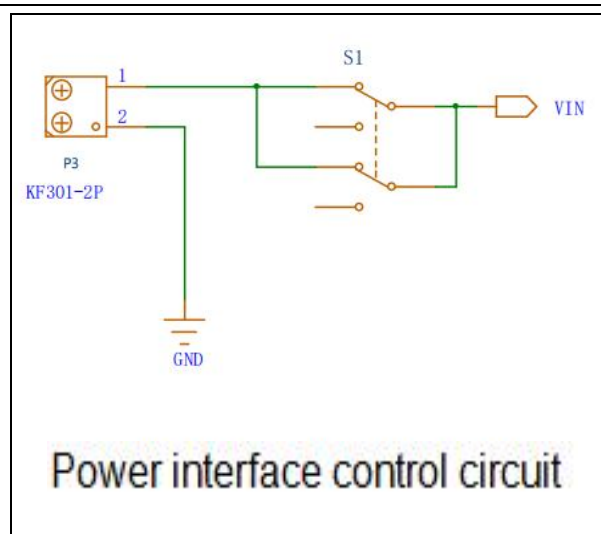 S1
1
VIN
2
P3
KF301-2P
GND
Power interface control circuit